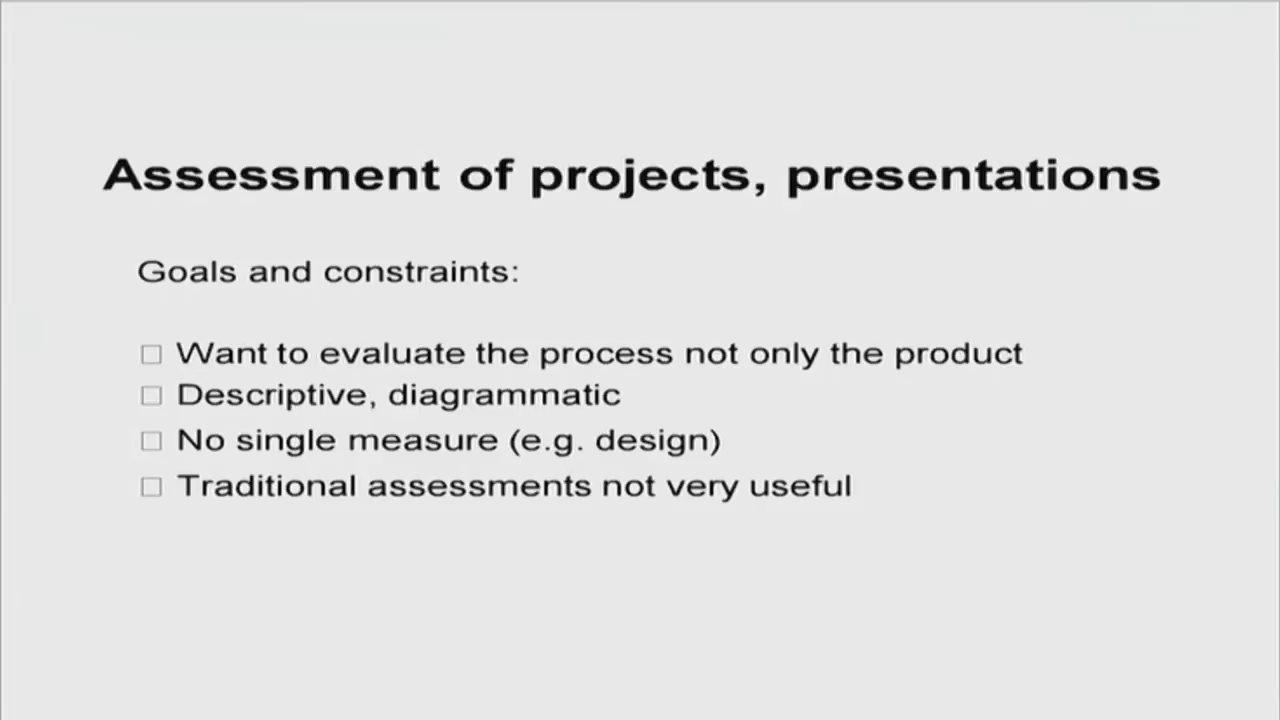 Assessment of projects, presentations
Goals and constraints:
□ Want to evaluate the process not only the product
□ Descriptive, diagrammatic
□ No single measure (e.g. design)
□ Traditional assessments not very useful